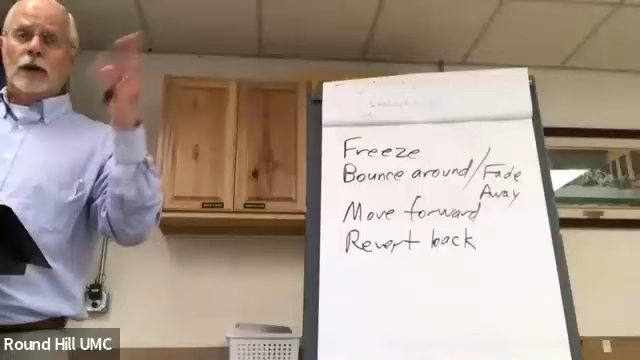 Freeze
Bounce around/Fade
Away
Move forward
Revert back
Round Hill UMC